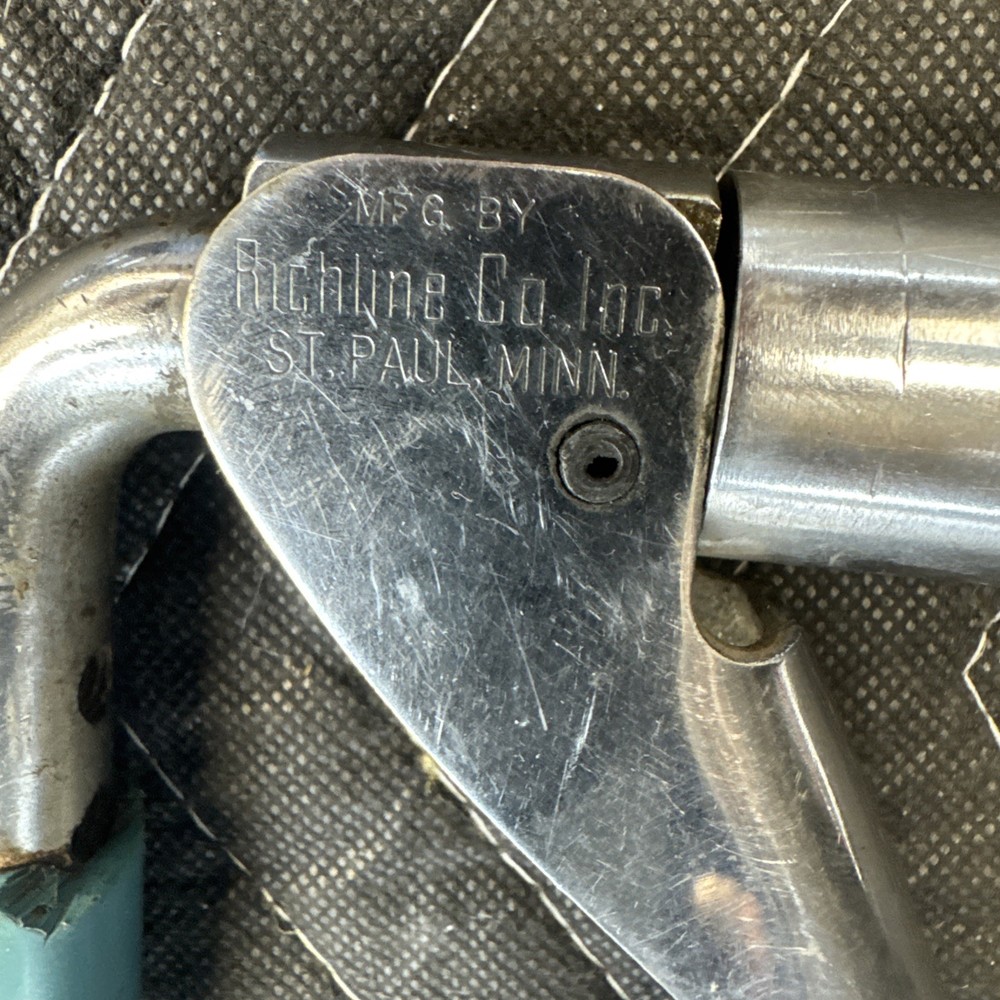 MFG. BY
Richline Co. Inc.
ST. PAUL, MINN.